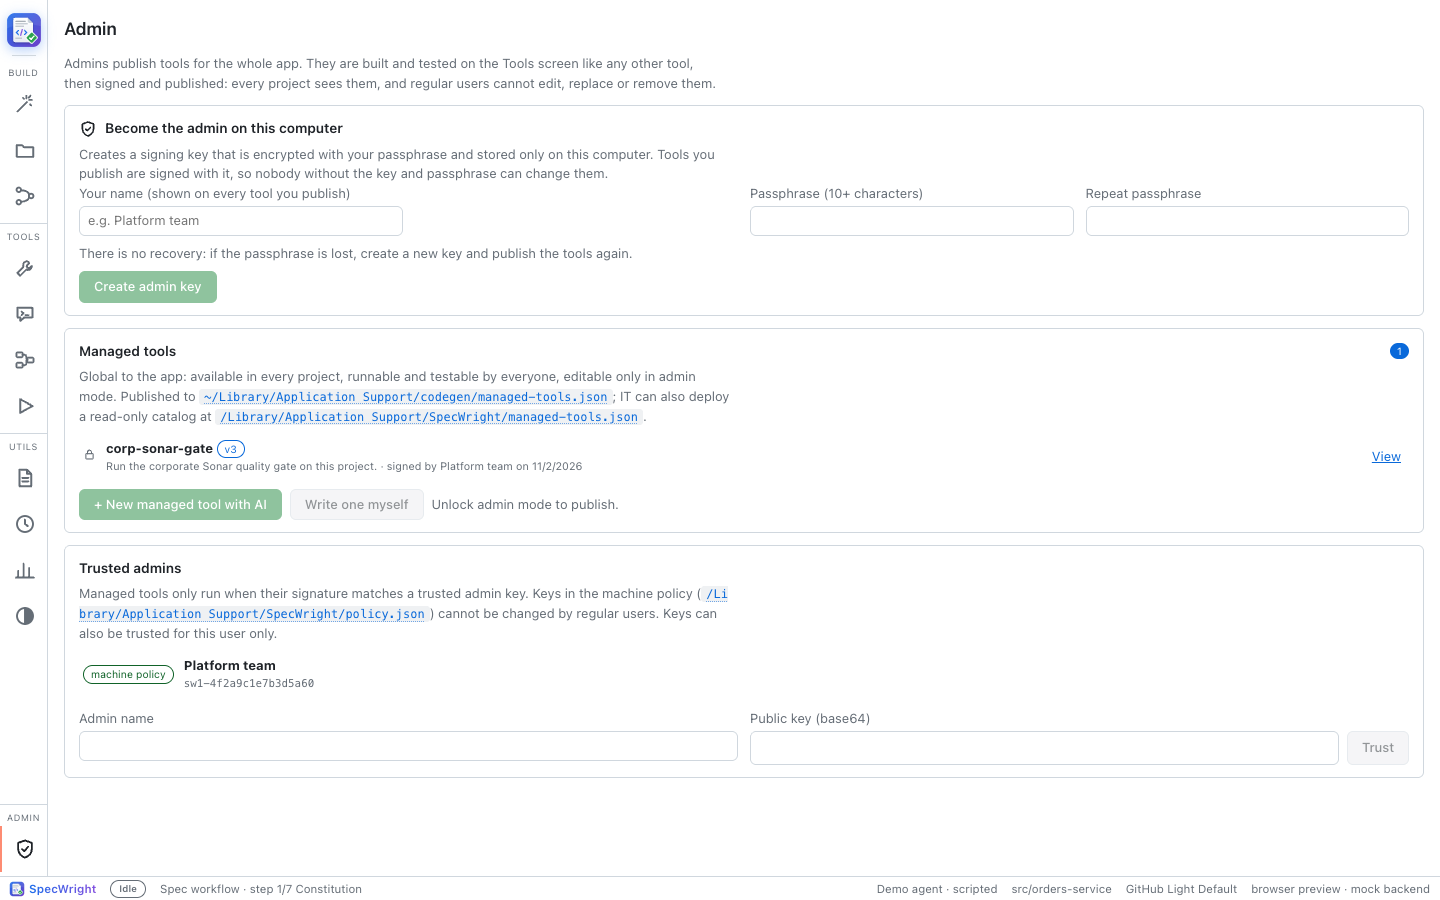 Admin
Admins publish tools for the whole app. They are built and tested on the Tools screen like any other tool,
then signed and published: every project sees them, and regular users cannot edit, replace or remove them.
BUILD
TOOLS
UTILS
ADMIN
Become the admin on this computer
Creates a signing key that is encrypted with your passphrase and stored only on this computer. Tools you
publish are signed with it, so nobody without the key and passphrase can change them.
Your name (shown on every tool you publish)
Passphrase (10+ characters)
Repeat passphrase
e.g. Platform team
There is no recovery: if the passphrase is lost, create a new key and publish the tools again.
Create admin key
Managed tools
1
Global to the app: available in every project, runnable and testable by everyone, editable only in admin
mode. Published to ~/Library/Application Support/codegen/managed-tools.json; IT can also deploy
a read-only catalog at /Library/Application Support/SpecWright/managed-tools.json.
corp-sonar-gate v3
Run the corporate Sonar quality gate on this project. · signed by Platform team on 11/2/2026
View
+ New managed tool with AI
Write one myself
Unlock admin mode to publish.
Trusted admins
Managed tools only run when their signature matches a trusted admin key. Keys in the machine policy (/Li
brary/Application Support/SpecWright/policy.json) cannot be changed by regular users. Keys can
also be trusted for this user only.
machine policy
Platform team
sw1-4f2a9c1e7b3d5a60
Admin name
Public key (base64)
Trust
SpecWright
Idle
Spec workflow · step 1/7 Constitution
Demo agent · scripted
src/orders-service
GitHub Light Default
browser preview · mock backend